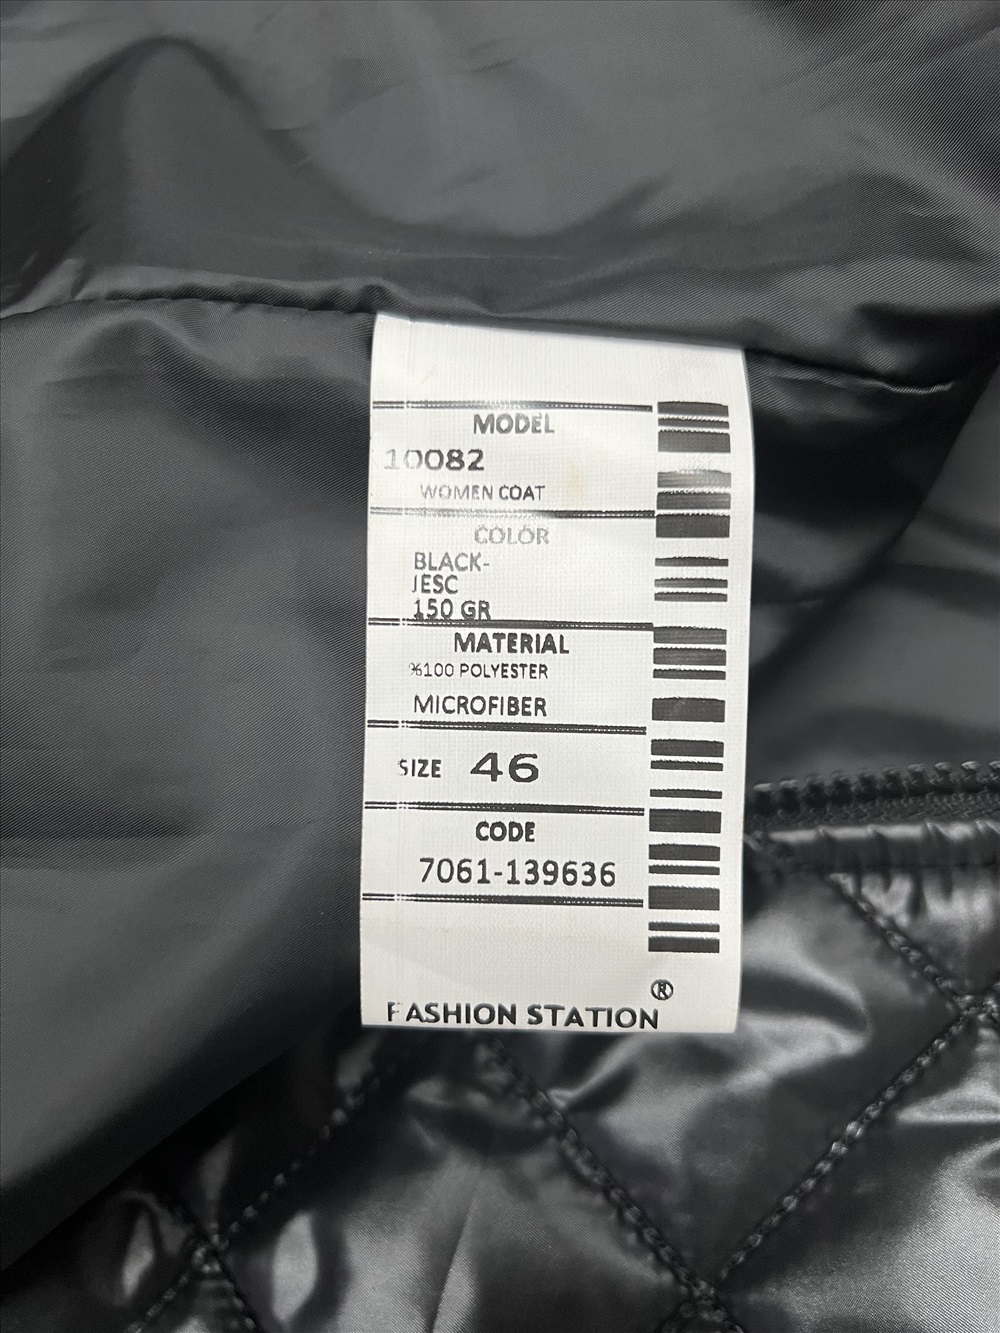 MODEL
10082
WOMEN COAT
COLOR
BLACK-
JESC
150 GR
MATERIAL
%100 POLYESTER
MICROFIBER
SIZE 46
CODE
7061-139636
®
FASHION STATION